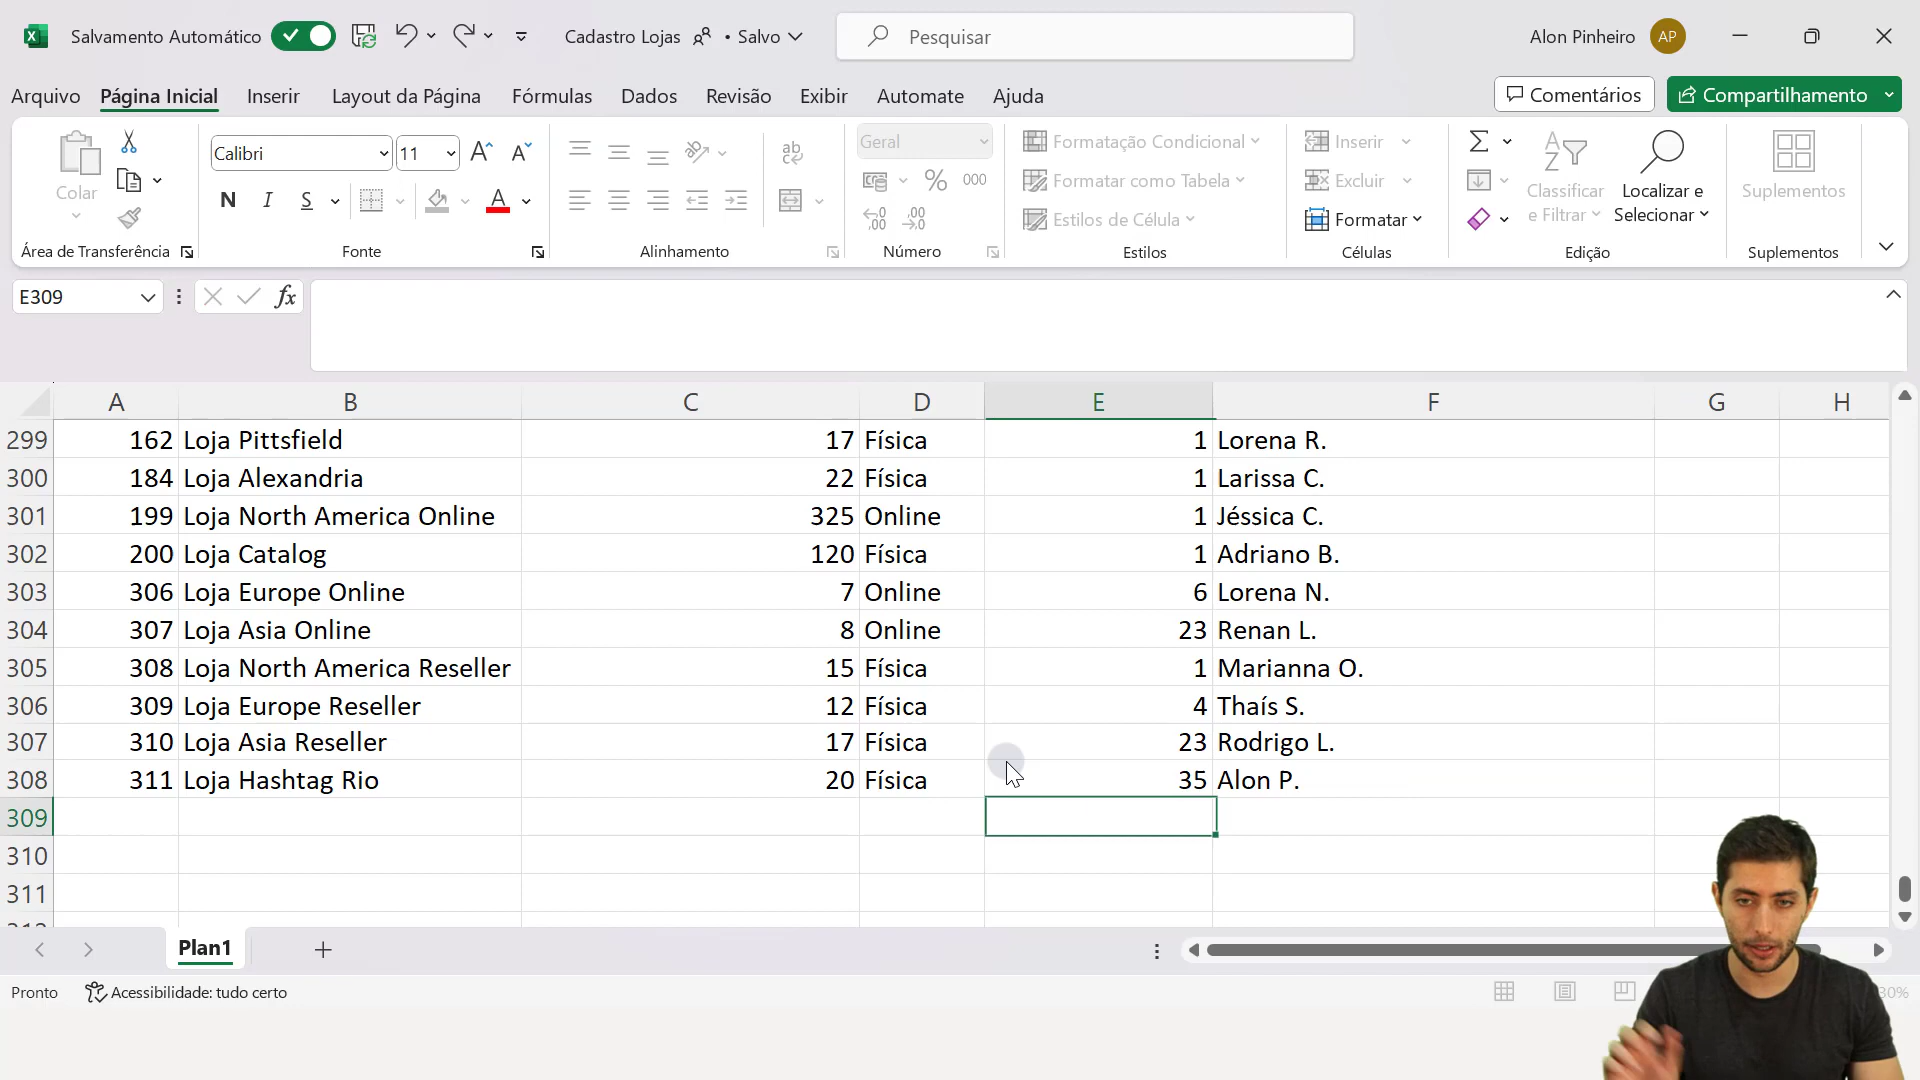 Salvamento Automático
Cadastro Lojas • Salvo
Pesquisar
Alon Pinheiro AP
Arquivo Página Inicial Inserir Layout da Página Fórmulas Dados Revisão Exibir Automate Ajuda
Comentários Compartilhamento
Colar
Área de Transferência
Calibri 11
N I S A
Fonte
ab
Alinhamento
Geral
% 000
Número
Formatação Condicional
Formatar como Tabela
Estilos de Célula
Estilos
Inserir
Excluir
Formatar
Células
Classificar e Filtrar
Localizar e Selecionar
Edição
Suplementos
Suplementos
E309 fx
A B C D E F G H
299 162 Loja Pittsfield 17 Física 1 Lorena R.
300 184 Loja Alexandria 22 Física 1 Larissa C.
301 199 Loja North America Online 325 Online 1 Jéssica C.
302 200 Loja Catalog 120 Física 1 Adriano B.
303 306 Loja Europe Online 7 Online 6 Lorena N.
304 307 Loja Asia Online 8 Online 23 Renan L.
305 308 Loja North America Reseller 15 Física 1 Marianna O.
306 309 Loja Europe Reseller 12 Física 4 Thaís S.
307 310 Loja Asia Reseller 17 Física 23 Rodrigo L.
308 311 Loja Hashtag Rio 20 Física 35 Alon P.
309
310
311
Plan1
Pronto Acessibilidade: tudo certo